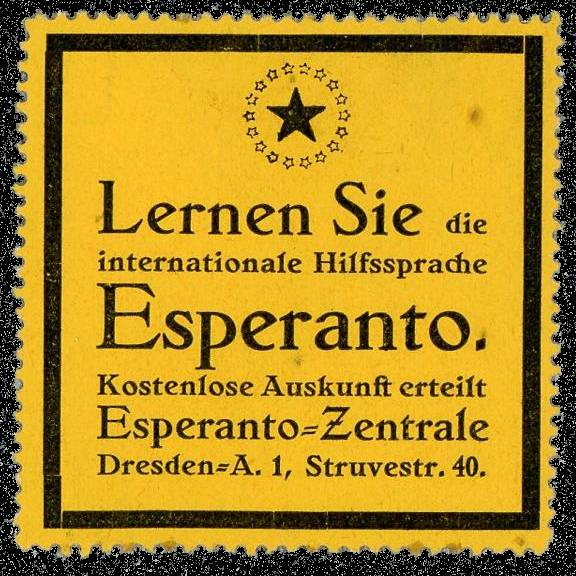 Lernen Sie die
internationale Hilfssprache
Esperanto.
Kostenlose Auskunft erteilt
Esperanto=Zentrale
Dresden=A. 1, Struvestr. 40.